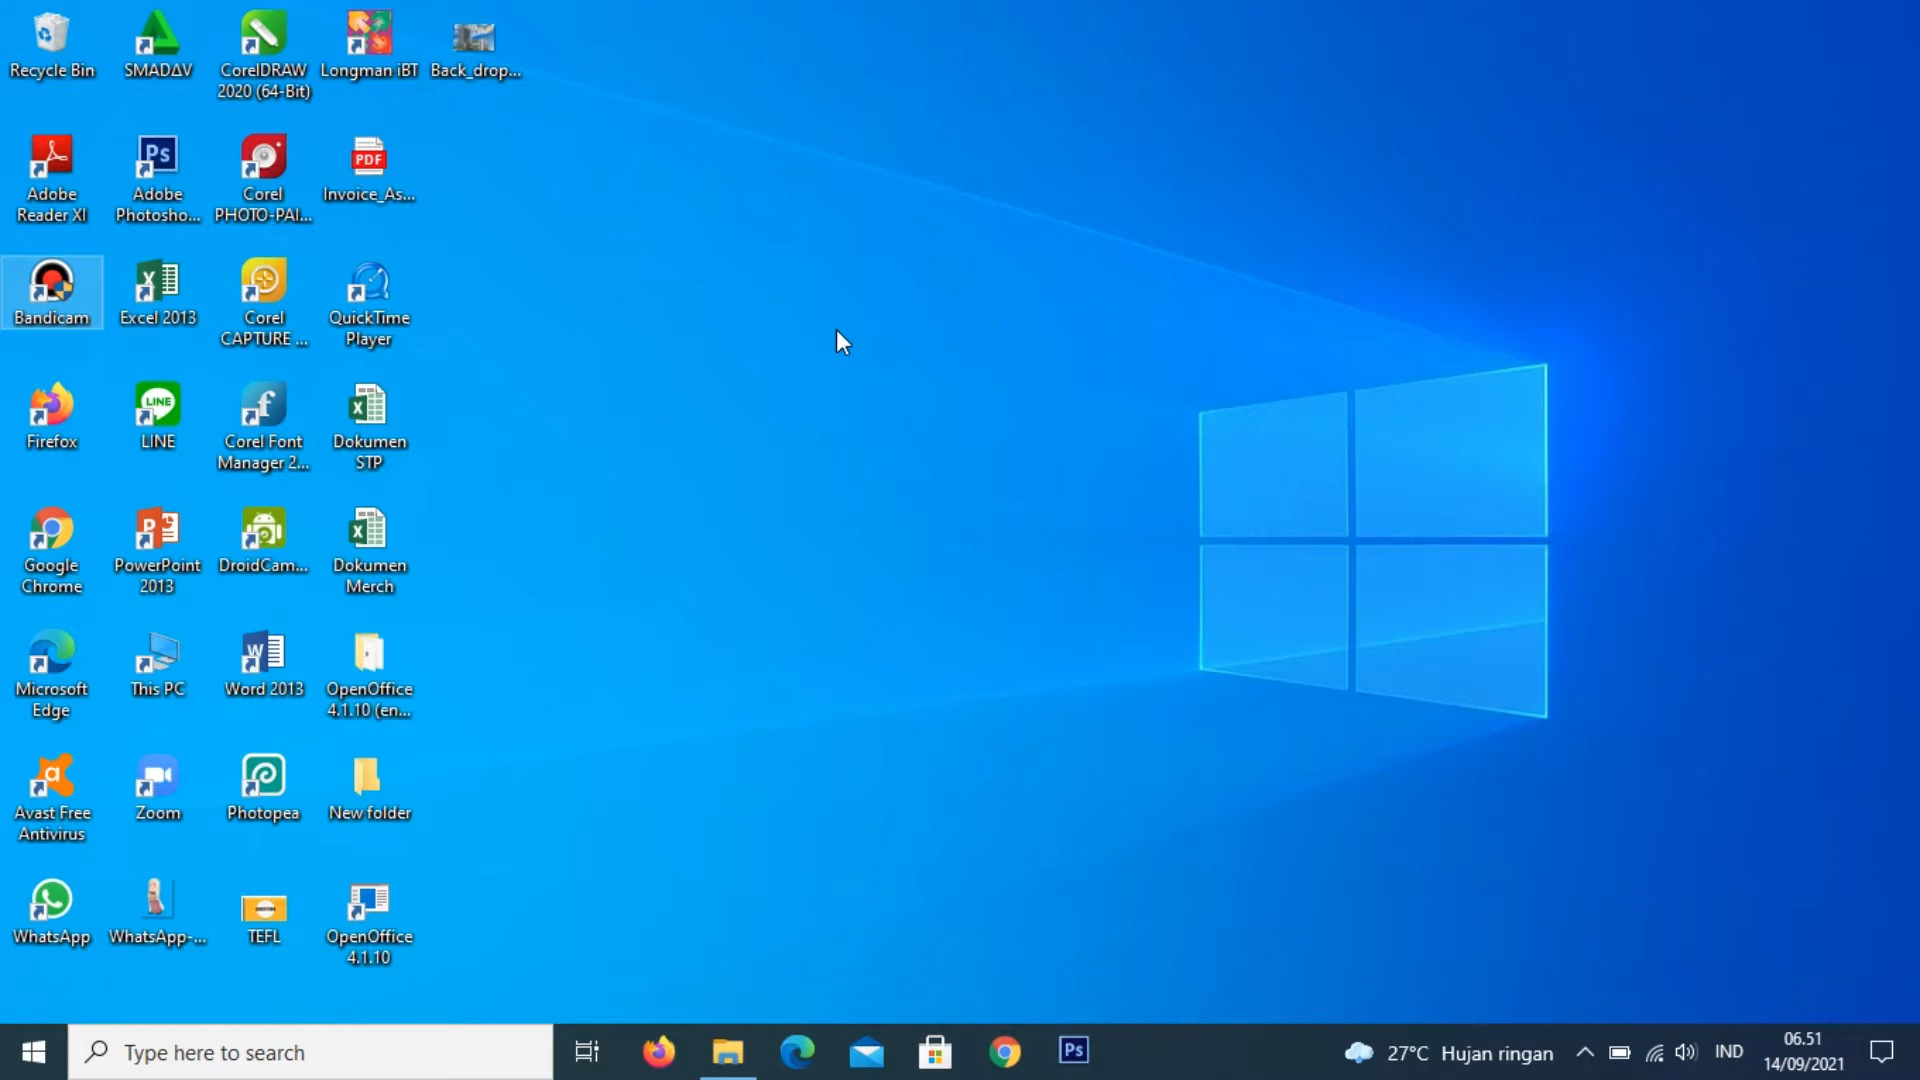 Recycle Bin
SMADΔV
CorelDRAW
2020 (64-Bit)
Longman iBT
Back_drop...
Adobe
Reader XI
Ps
Adobe
Photosho...
Corel
PHOTO-PAI...
PDF
Invoice_As...
Bandicam
Excel 2013
Corel
CAPTURE ...
QuickTime
Player
Firefox
LINE
LINE
Corel Font
Manager 2...
Dokumen
STP
Google
Chrome
PowerPoint
2013
DroidCam...
Dokumen
Merch
Microsoft
Edge
This PC
Word 2013
OpenOffice
4.1.10 (en...
Avast Free
Antivirus
Zoom
Photopea
New folder
WhatsApp
WhatsApp-...
TEFL
OpenOffice
4.1.10
Type here to search
Ps
27°C Hujan ringan
IND
06.51
14/09/2021